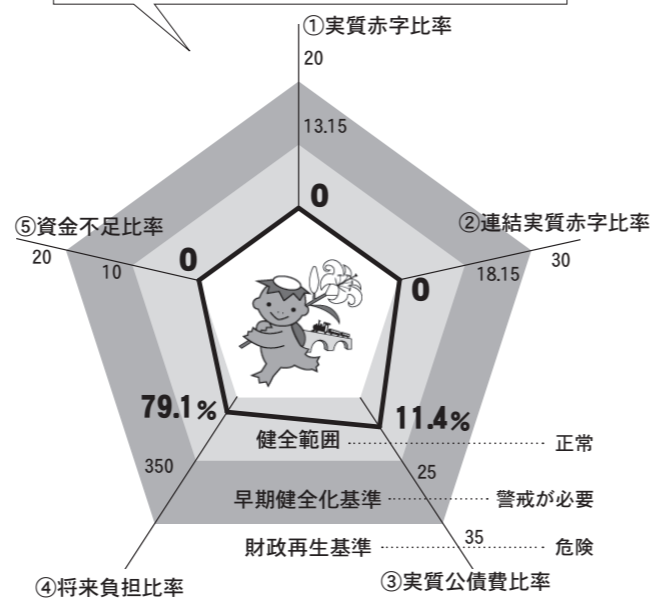 ①実質赤字比率
20
13.15
0
⑤資金不足比率
②連結実質赤字比率
20
10
0
0
18.15
30
79.1%
11.4%
健全範囲
正常
350
25
早期健全化基準
警戒が必要
35
財政再生基準
危険
④将来負担比率
③実質公債費比率